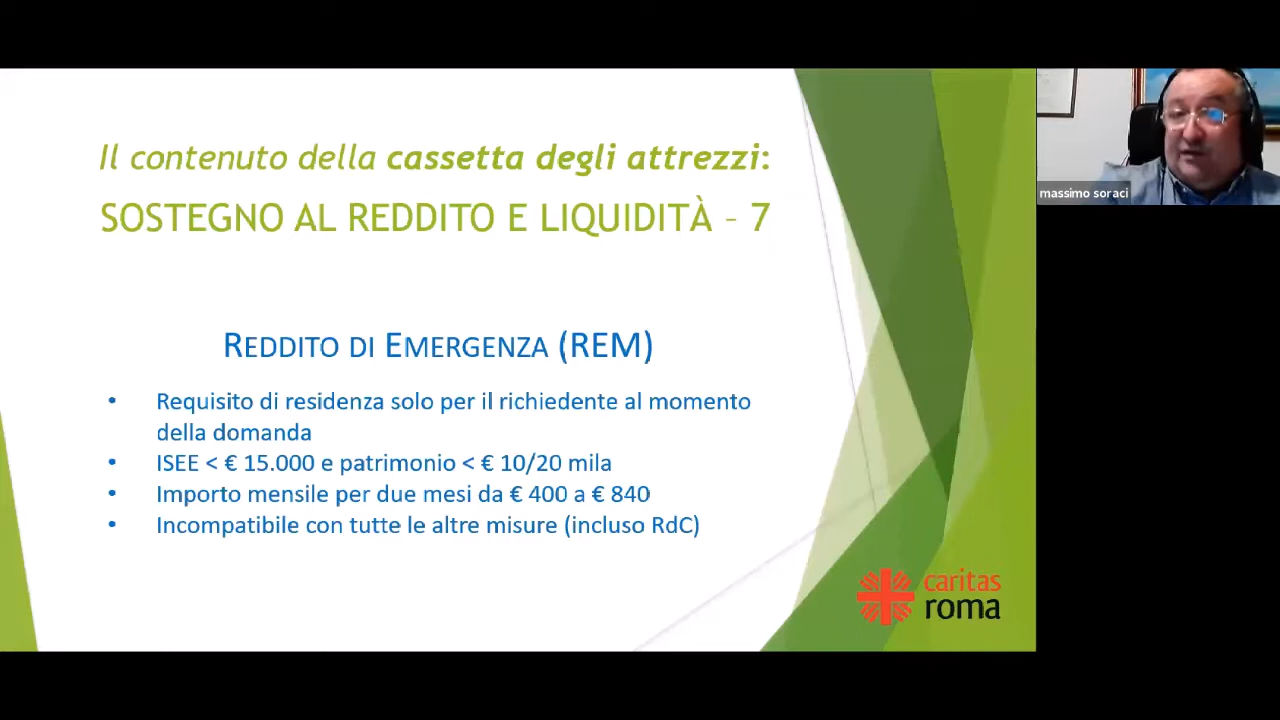 Il contenuto della cassetta degli attrezzi:
SOSTEGNO AL REDDITO E LIQUIDITÀ – 7
REDDITO DI EMERGENZA (REM)
• Requisito di residenza solo per il richiedente al momento
della domanda
• ISEE < € 15.000 e patrimonio < € 10/20 mila
• Importo mensile per due mesi da € 400 a € 840
• Incompatibile con tutte le altre misure (incluso RdC)
caritas
roma
massimo soraci